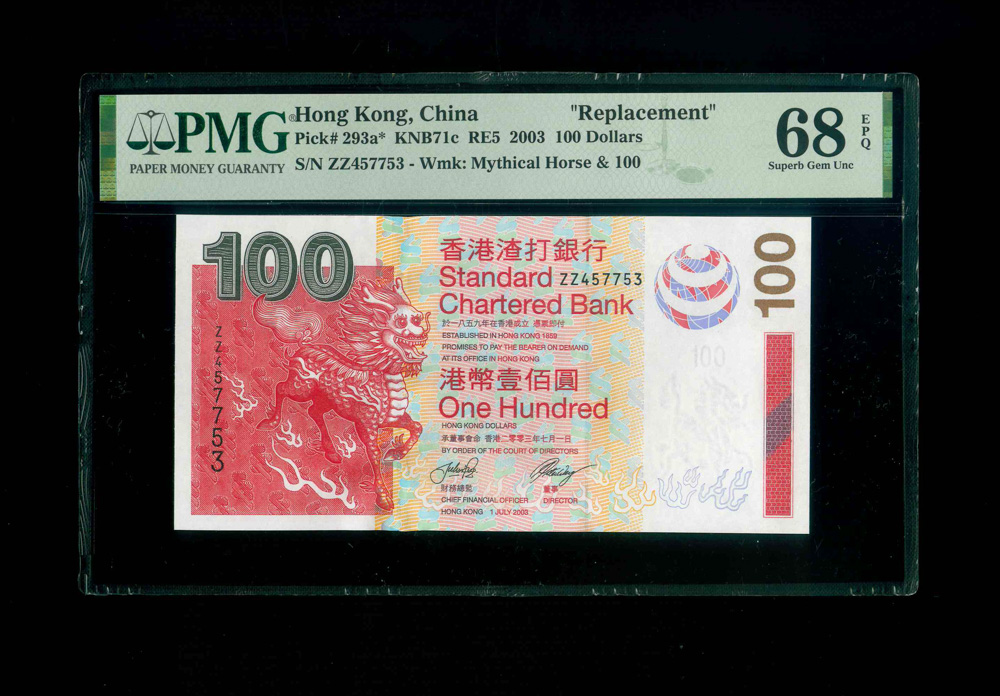 PMG®
PAPER MONEY GUARANTY
Hong Kong, China "Replacement"
Pick# 293a* KNB71c RE5 2003 100 Dollars
S/N ZZ457753 - Wmk: Mythical Horse & 100
68
EPQ
Superb Gem Unc
100
ZZ457753
香港渣打銀行
Standard
ZZ457753
Chartered Bank
於一八五九年在香港成立 憑票即付
ESTABLISHED IN HONG KONG 1859
PROMISES TO PAY THE BEARER ON DEMAND
AT ITS OFFICE IN HONG KONG
港幣壹佰圓
One Hundred
HONG KONG DOLLARS
承董事會命 香港二零零三年七月一日
BY ORDER OF THE COURT OF DIRECTORS
財務總監
董事
CHIEF FINANCIAL OFFICER
DIRECTOR
HONG KONG 1 JULY 2003
100
100